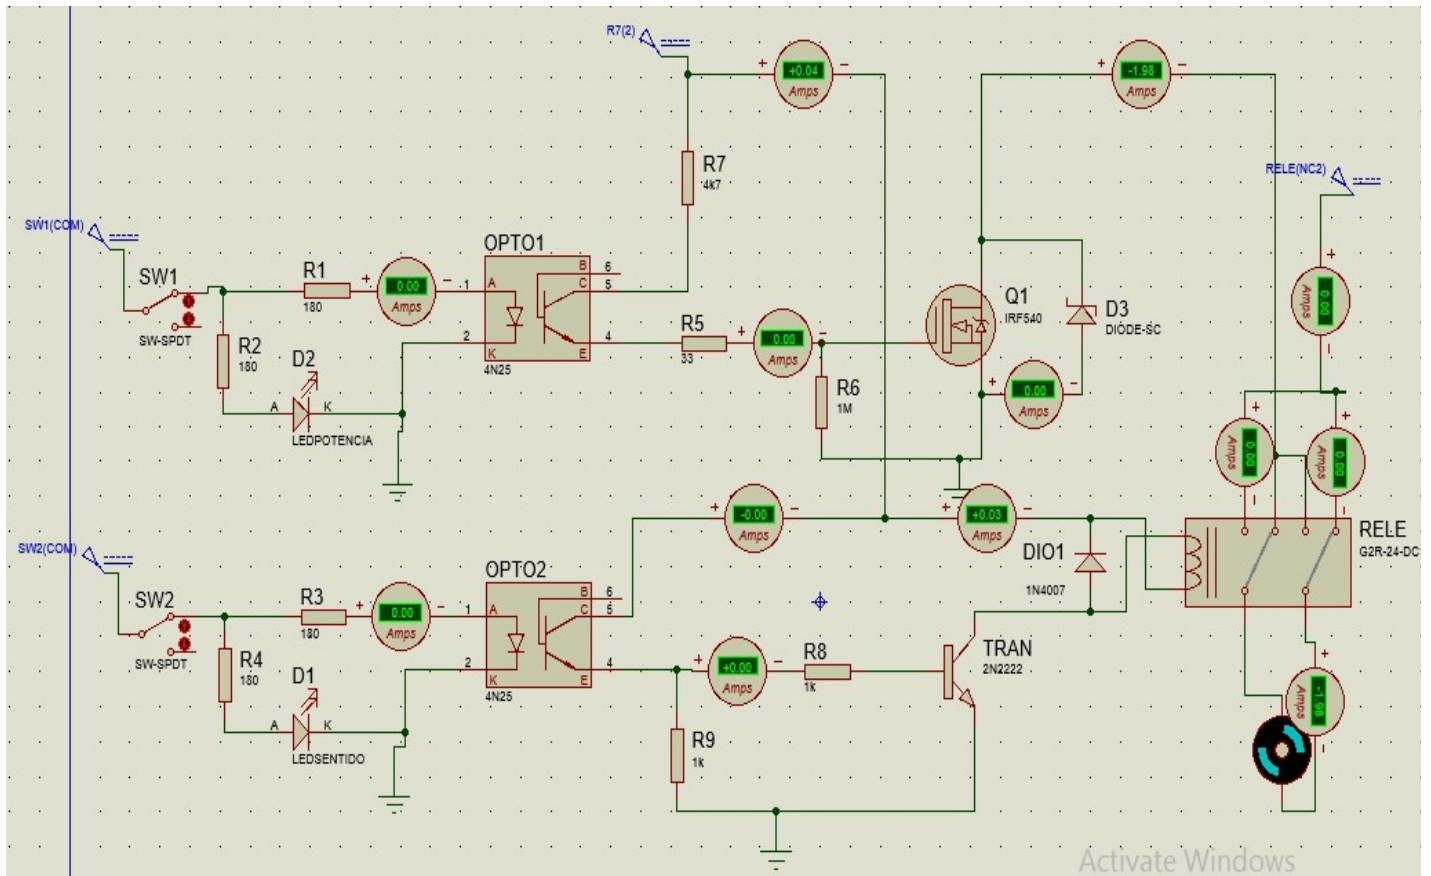 R7(2)
+ +0.04 −
Amps
+ -1.98 −
Amps
R7
4k7
RELE(NC2)
SW1(COM)
SW1
SW-SPDT
R1
180
+ 0.00 −
Amps
OPTO1
1 A
2 K
B 6
C 5
E 4
4N25
R2
180
D2
A K
LEDPOTENCIA
R5
33
+ 0.00 −
Amps
R6
1M
Q1
IRF540
D3
DIODE-SC
+ 0.00 −
Amps
+ 0.00 −
Amps
+ 0.00 −
Amps
+ 0.00 −
Amps
+ -0.00 −
Amps
+ +0.03 −
Amps
DIO1
1N4007
RELE
G2R-24-DC
SW2(COM)
SW2
SW-SPDT
R3
180
+ 0.00 −
Amps
OPTO2
1 A
2 K
B 6
C 5
E 4
4N25
R4
180
D1
A K
LEDSENTIDO
+ +0.00 −
Amps
R8
1k
TRAN
2N2222
R9
1k
+ -1.98 −
Amps
Activate Windows